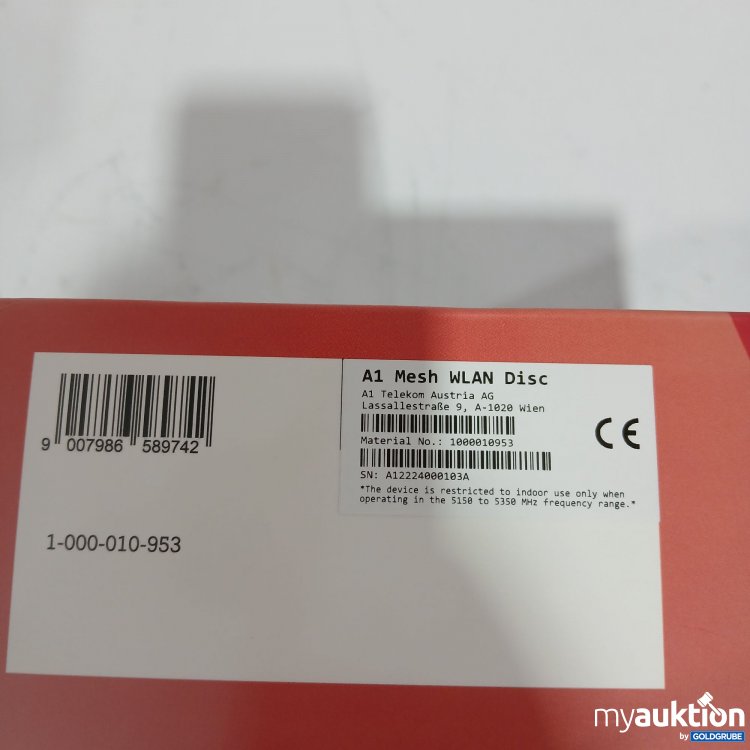 9 007986 589742
1-000-010-953
A1 Mesh WLAN Disc
A1 Telekom Austria AG
Lassallestraße 9, A-1020 Wien
Material No.: 1000010953
SN: A12224000103A
*The device is restricted to indoor use only when
operating in the 5150 to 5350 MHz frequency range.*
CE
myauktion
by GOLDGRUBE